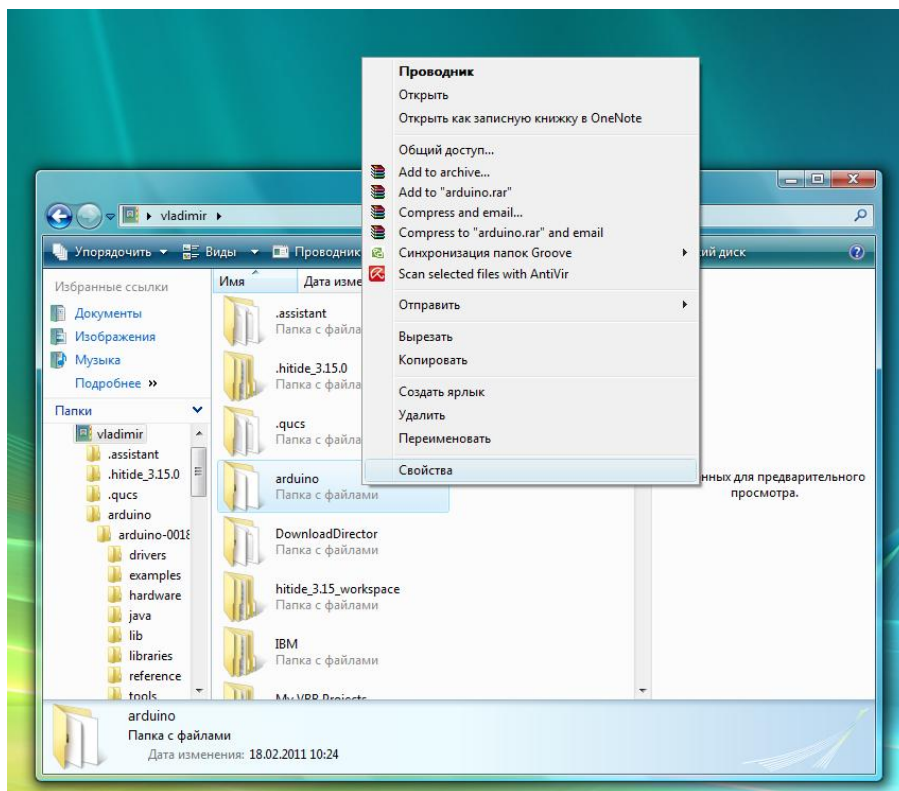 Проводник
Открыть
Открыть как записную книжку в OneNote
Общий доступ...
Add to archive...
Add to "arduino.rar"
Compress and email...
Compress to "arduino.rar" and email
Синхронизация папок Groove
Scan selected files with AntiVir
Отправить
Вырезать
Копировать
Создать ярлык
Удалить
Переименовать
Свойства
vladimir
Упорядочить Виды Проводник диск
Избранные ссылки
Документы
Изображения
Музыка
Подробнее »
Папки
vladimir
.assistant
.hitide_3.15.0
.qucs
arduino
arduino-0018
drivers
examples
hardware
java
lib
libraries
reference
tools
Имя Дата изме
.assistant
Папка с файла
.hitide_3.15.0
Папка с файла
.qucs
Папка с файла
arduino
Папка с файлами
DownloadDirector
Папка с файлами
hitide_3.15_workspace
Папка с файлами
IBM
Папка с файлами
нных для предварительного
просмотра.
arduino
Папка с файлами
Дата изменения: 18.02.2011 10:24